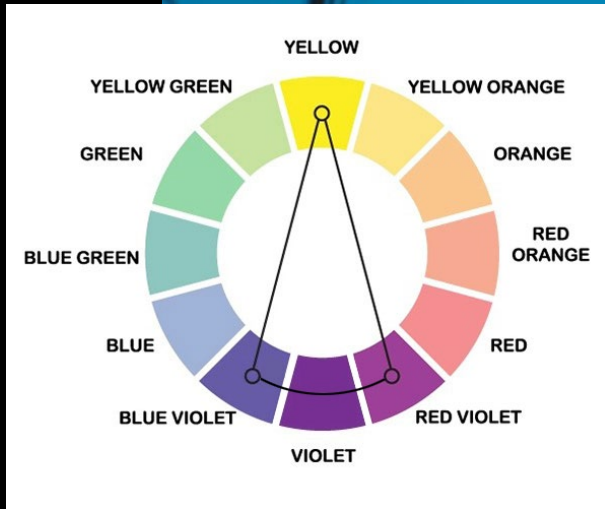 YELLOW
YELLOW GREEN
YELLOW ORANGE
GREEN
ORANGE
BLUE GREEN
RED
ORANGE
BLUE
RED
BLUE VIOLET
RED VIOLET
VIOLET